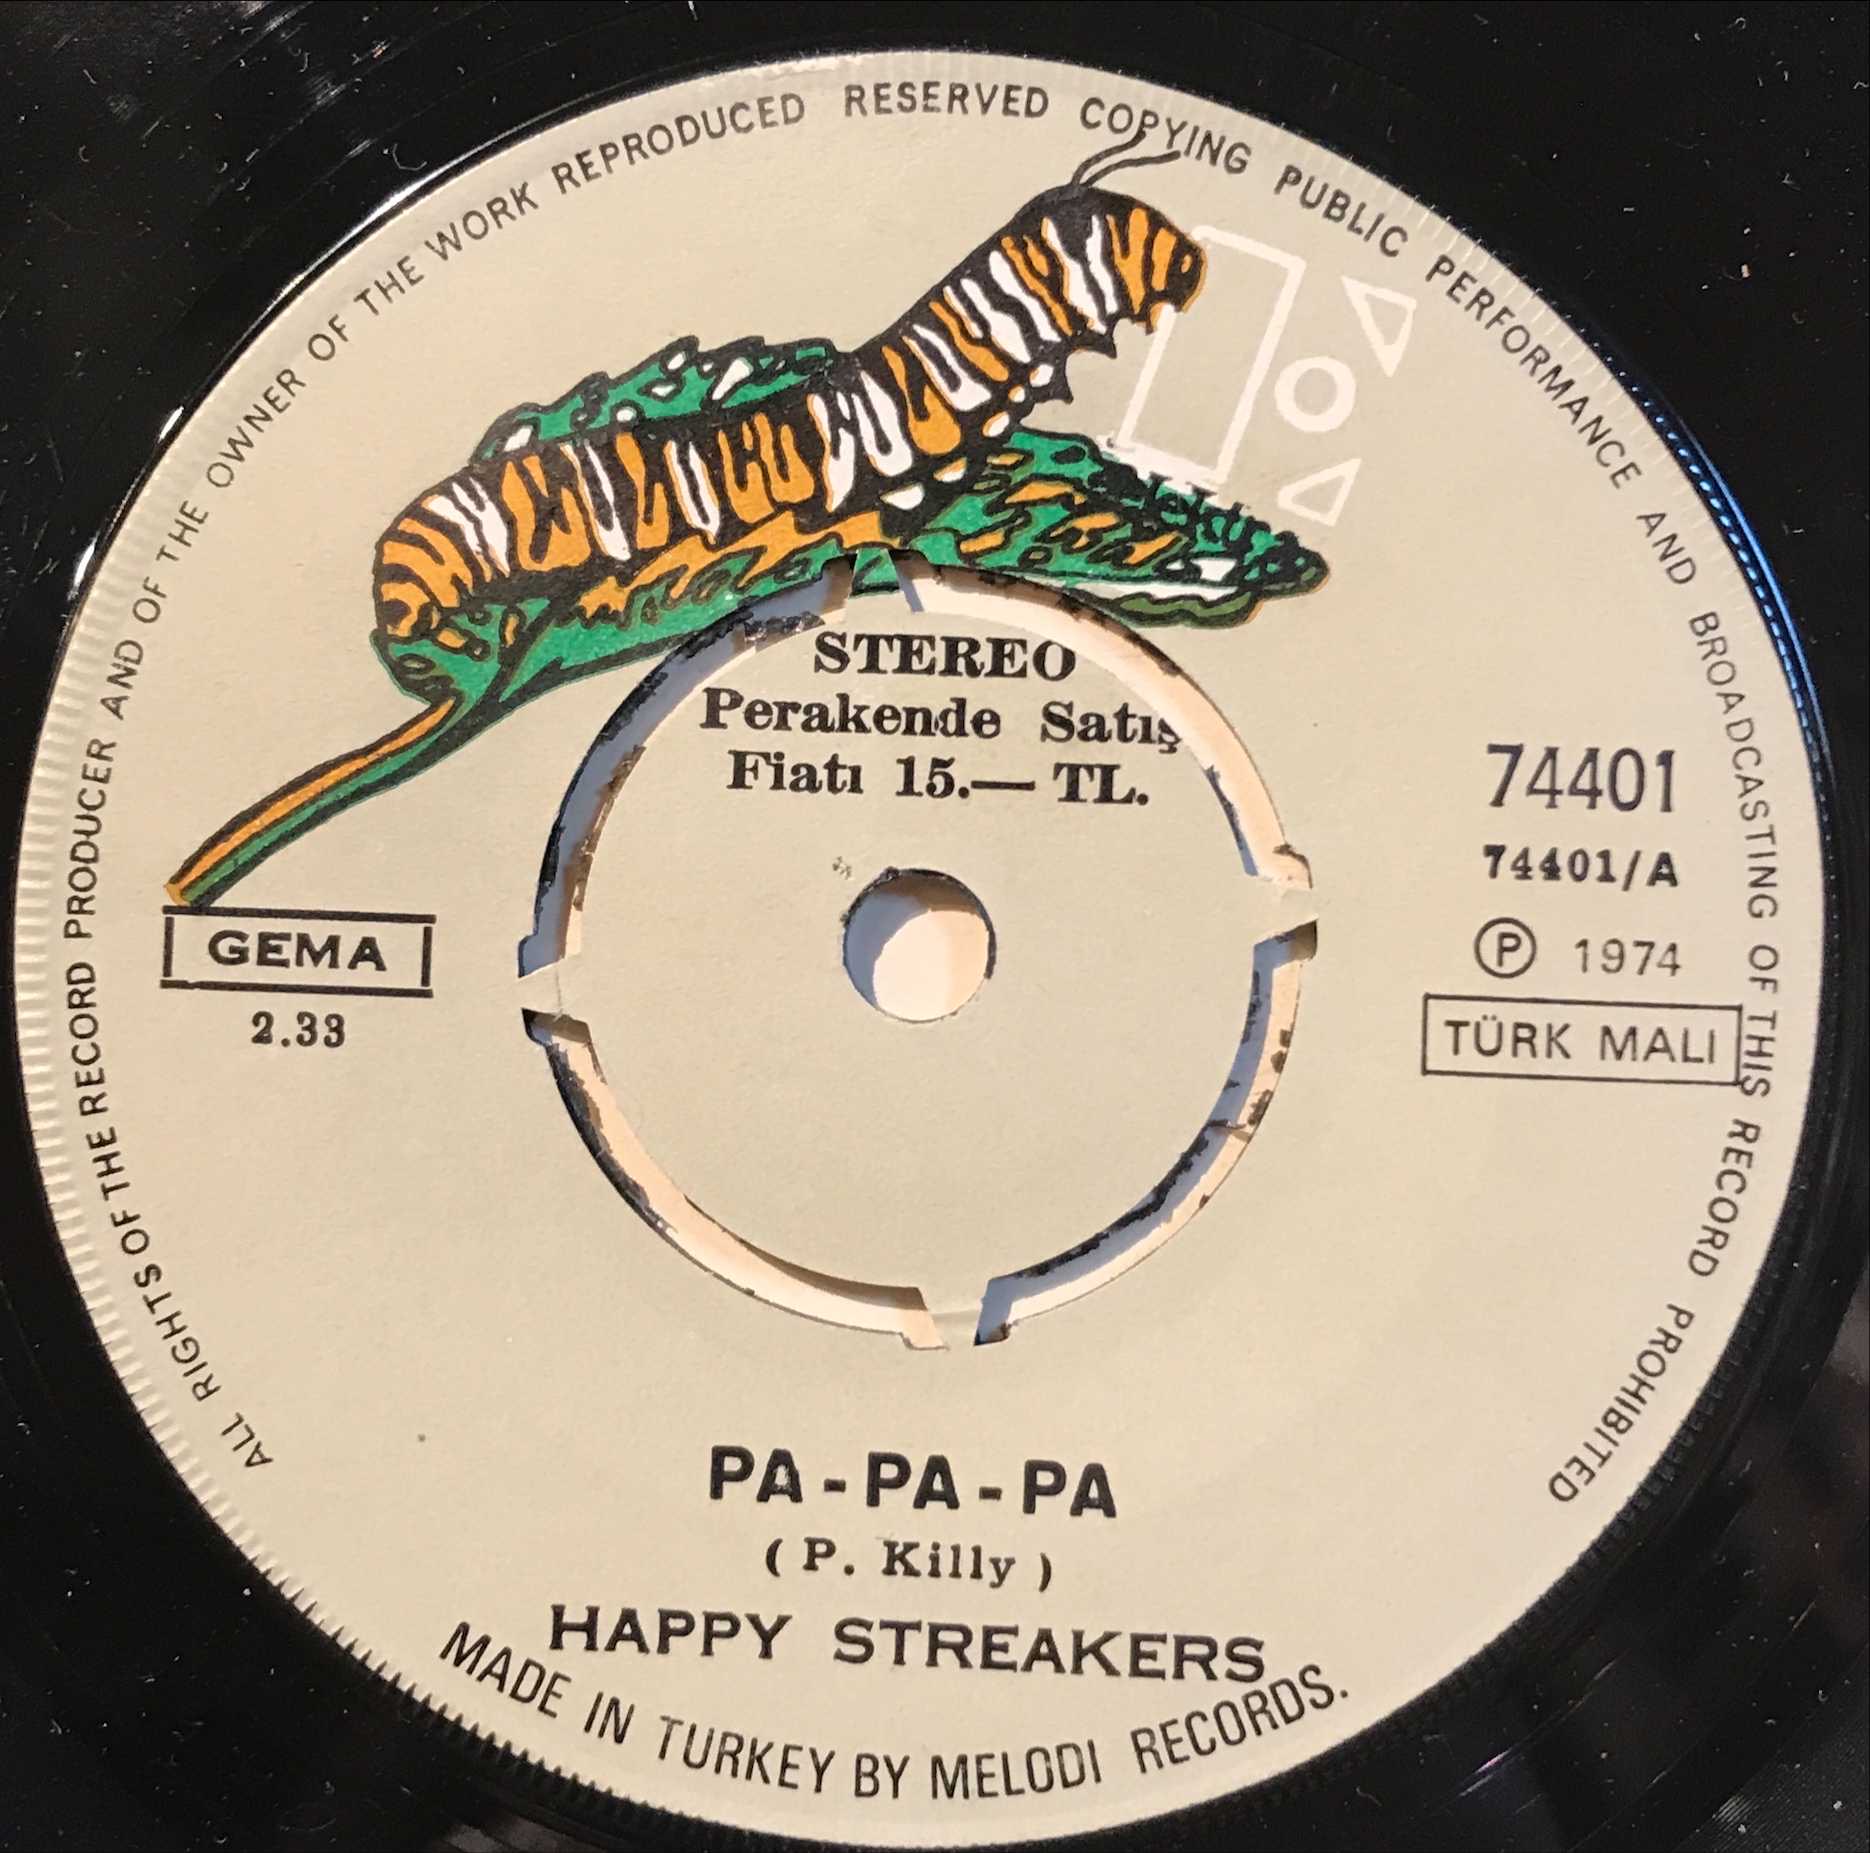 ALL RIGHTS OF THE RECORD PRODUCER AND OF THE OWNER OF THE WORK REPRODUCED RESERVED COPYING PUBLIC PERFORMANCE AND BROADCASTING OF THIS RECORD PROHIBITED
STEREO
Perakende Satış
Fiatı 15.— TL.
74401
74401/A
Ⓟ 1974
TÜRK MALI
GEMA
2.33
PA-PA-PA
(P. Killy)
HAPPY STREAKERS
MADE IN TURKEY BY MELODI RECORDS.